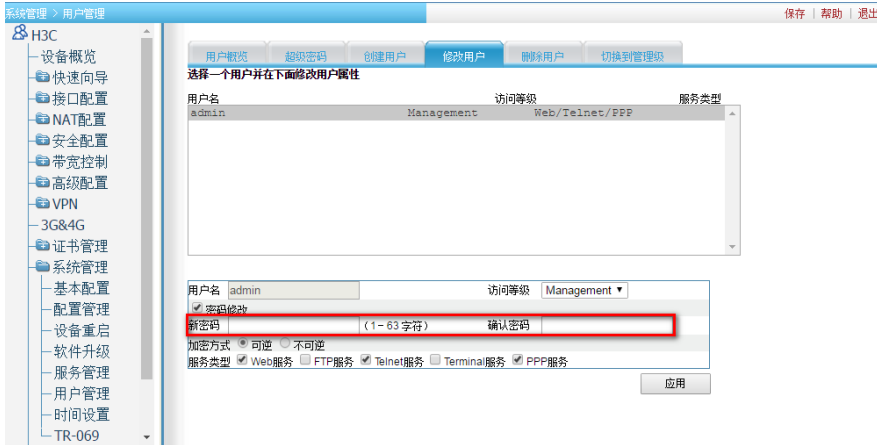 系统管理 > 用户管理
保存 | 帮助 | 退出
H3C
设备概览
快速向导
接口配置
NAT配置
安全配置
带宽控制
高级配置
VPN
3G&4G
证书管理
系统管理
基本配置
配置管理
设备重启
软件升级
服务管理
用户管理
时间设置
TR-069
用户概览 超级密码 创建用户 修改用户 删除用户 切换到管理级
选择一个用户并在下面修改用户属性
用户名 访问等级 服务类型
admin Management Web/Telnet/PPP
用户名 admin 访问等级 Management
密码修改
新密码 (1-63字符) 确认密码
加密方式 可逆 不可逆
服务类型 Web服务 FTP服务 Telnet服务 Terminal服务 PPP服务
应用